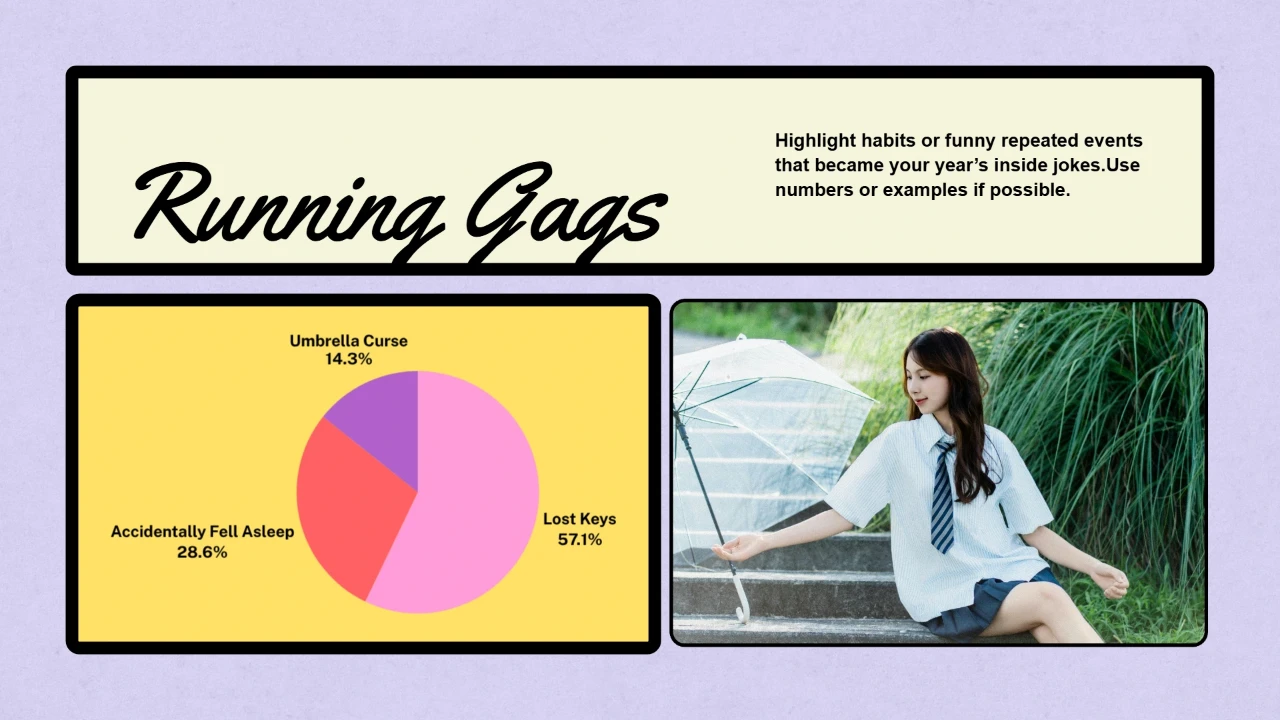 Running Gags
Highlight habits or funny repeated events
that became your year’s inside jokes.Use
numbers or examples if possible.
Umbrella Curse
14.3%
Accidentally Fell Asleep
28.6%
Lost Keys
57.1%